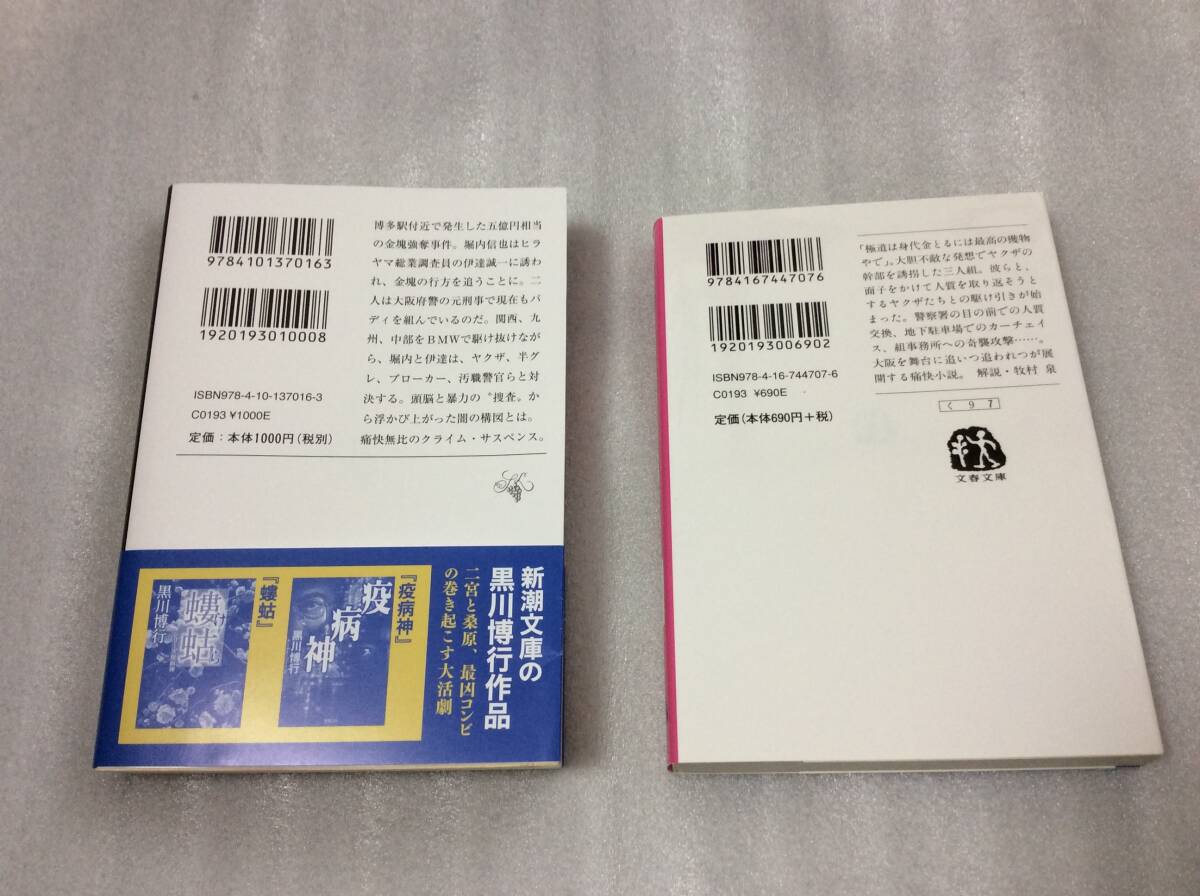 9784101370163
1920193010008
ISBN978-4-10-137016-3
C0193 ¥1000E
定価：本体1000円（税別）
博多駅付近で発生した五億円相当
の金塊強奪事件。堀内信也はヒラ
ヤマ総業調査員の伊達誠一に誘わ
れ、金塊の行方を追うことに。二
人は大阪府警の元刑事で現在もバ
ディを組んでいるのだ。関西、九
州、中部をBMWで駆け抜けなが
ら、堀内と伊達は、ヤクザ、半グ
レ、ブローカー、汚職警官らと対
決する。頭脳と暴力の〝捜査〟か
ら浮かび上がった闇の構図とは。
痛快無比のクライム・サスペンス。
新潮文庫の
黒川博行作品
二宮と桑原、最凶コンビ
の巻き起こす大活劇
『疫病神』
疫病神
黒川博行
『螻蛄』
螻蛄
けら
黒川博行
9784167447076
1920193006902
ISBN978-4-16-744707-6
C0193 ¥690E
定価（本体690円＋税）
「極道は身代金とるには最高の獲物
やで」。大胆不敵な発想でヤクザの
幹部を誘拐した三人組。彼らと、
面子をかけて人質を取り返そうと
するヤクザたちとの駆け引きが始
まった。警察署の目の前での人質
交換、地下駐車場でのカーチェイ
ス、組事務所への奇襲攻撃……。
大阪を舞台に追いつ追われつが展
開する痛快小説。 解説・牧村 泉
く 9 7
文春文庫